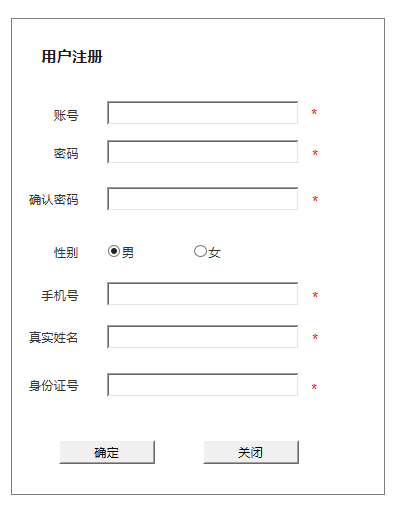 用户注册
账号 *
密码 *
确认密码 *
性别 男 女
手机号 *
真实姓名 *
身份证号 *
确定 关闭